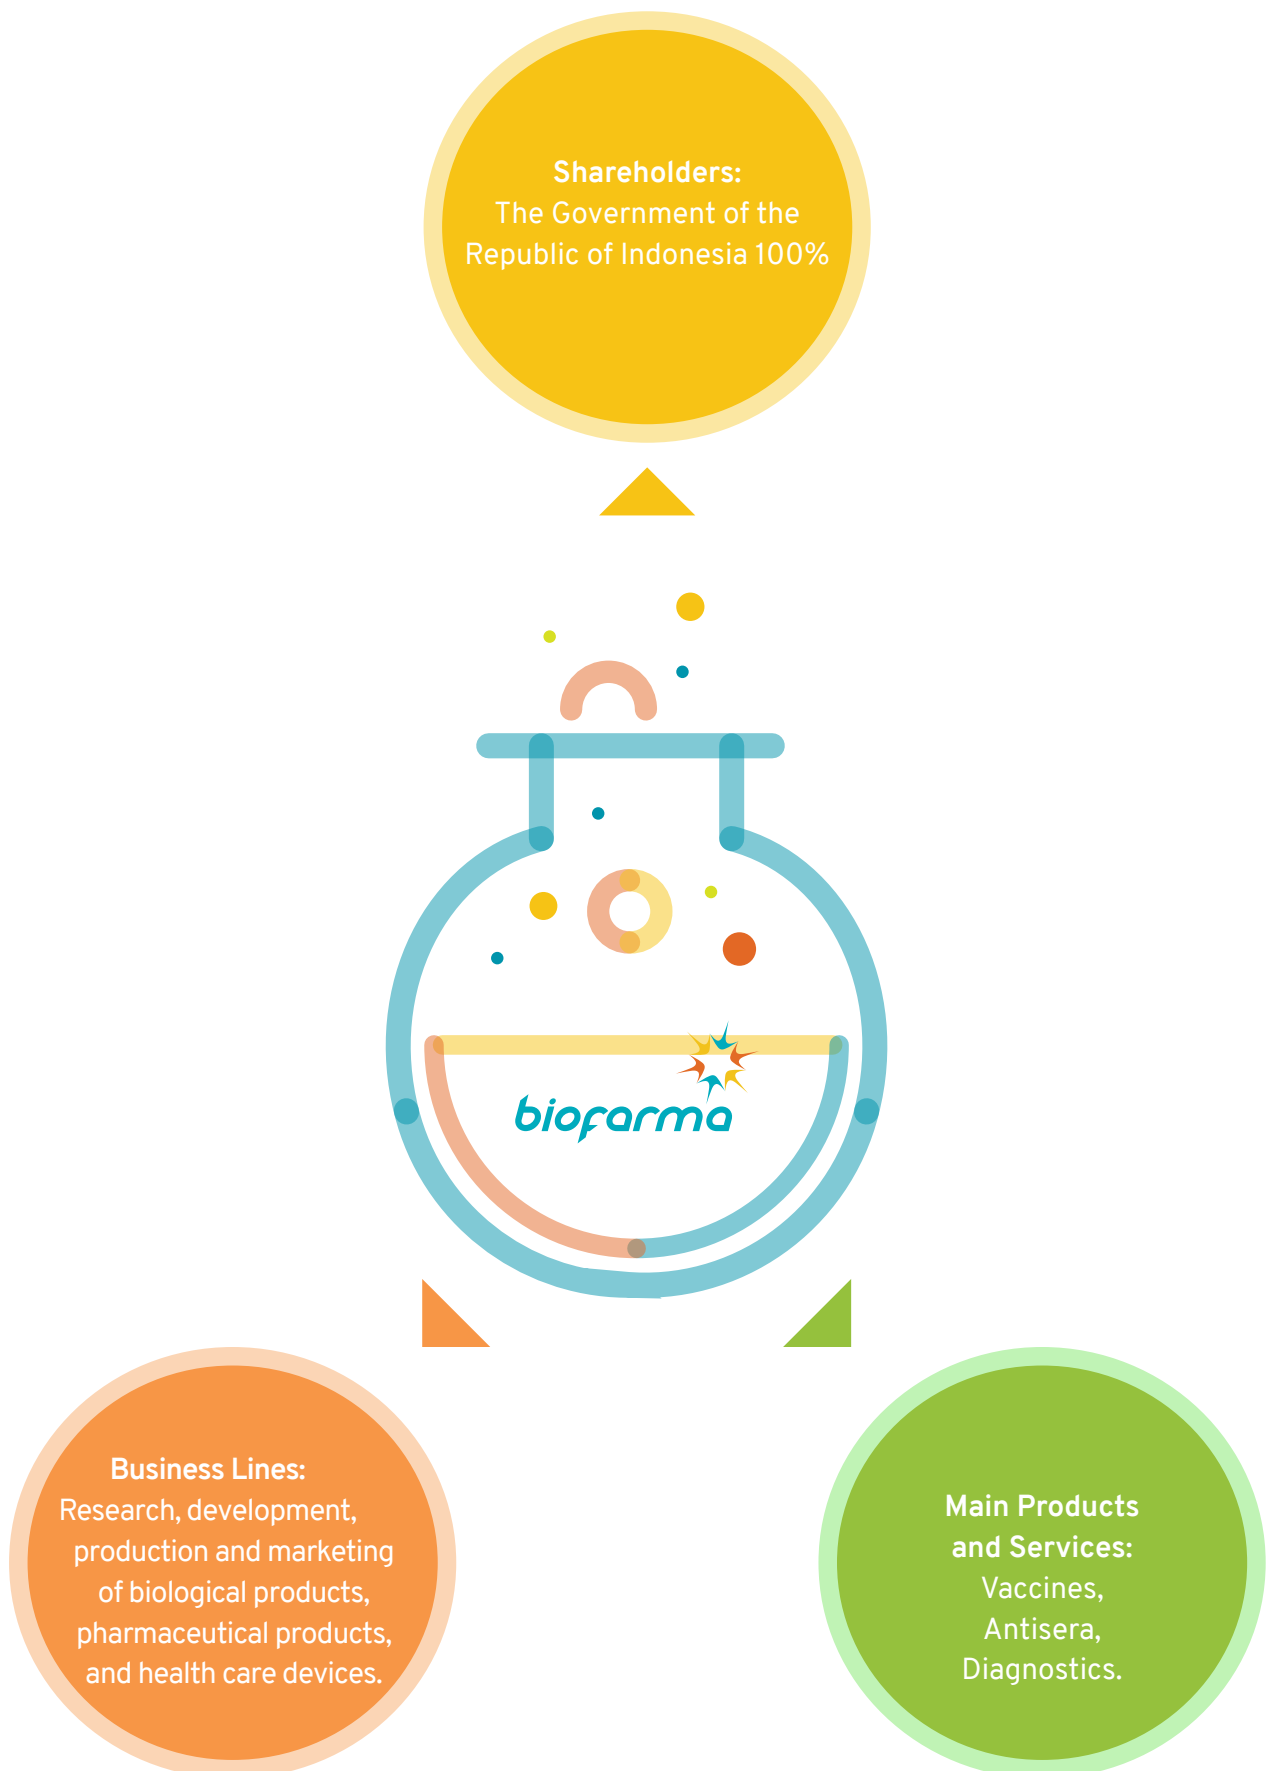 Shareholders:
The Government of the
Republic of Indonesia 100%
biofarma
Business Lines:
Research, development,
production and marketing
of biological products,
pharmaceutical products,
and health care devices.
Main Products
and Services:
Vaccines,
Antisera,
Diagnostics.